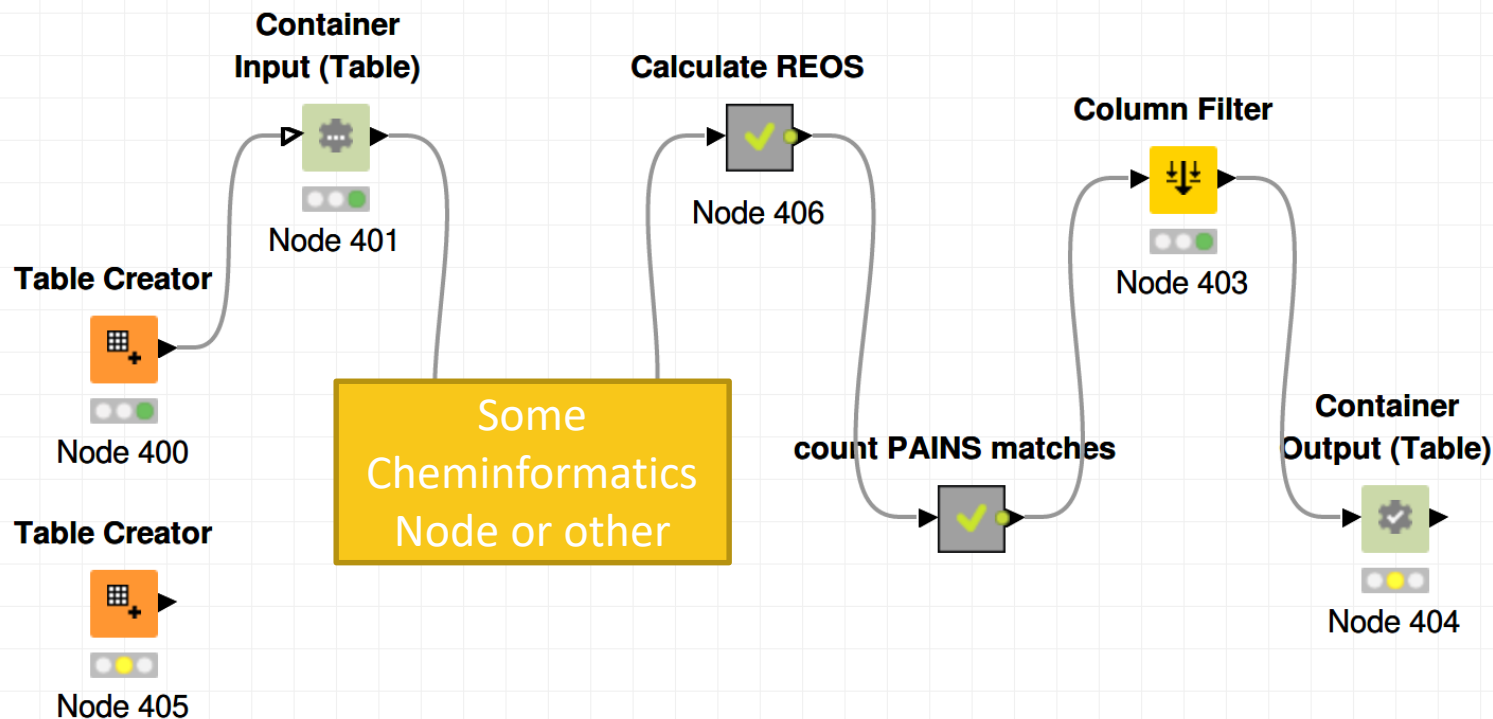 Container
Input (Table)
Node 401
Table Creator
Node 400
Table Creator
Node 405
Some
Cheminformatics
Node or other
Calculate REOS
Node 406
count PAINS matches
Column Filter
Node 403
Container
Output (Table)
Node 404